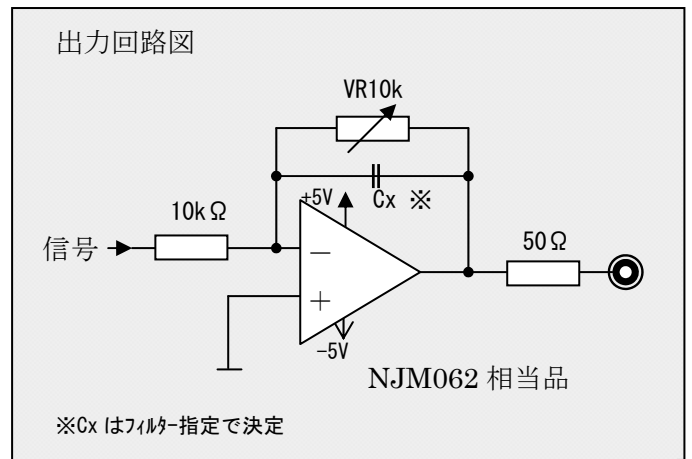 出力回路図
VR10k
+5V
Cx ※
10kΩ
信号
−
+
50Ω
−5V
NJM062 相当品
※Cx はフィルター指定で決定